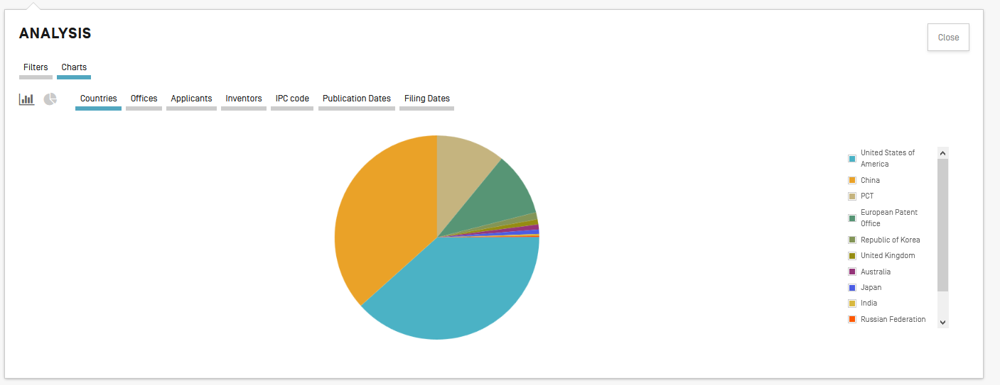 ANALYSIS
Close
Filters
Charts
Countries
Offices
Applicants
Inventors
IPC code
Publication Dates
Filing Dates
United States of
America
China
PCT
European Patent
Office
Republic of Korea
United Kingdom
Australia
Japan
India
Russian Federation